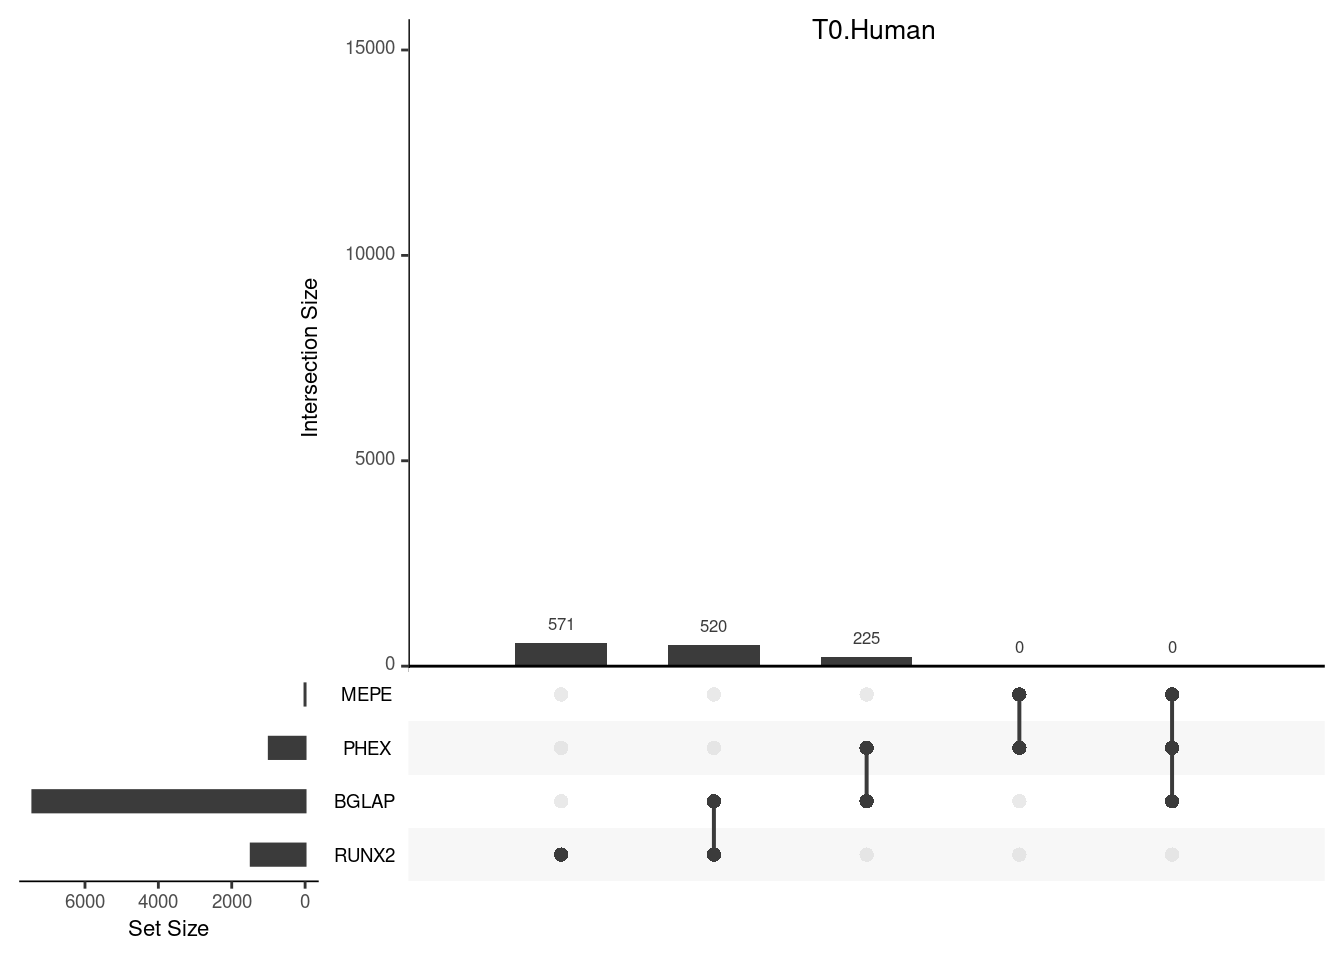 T0.Human
15000
10000
5000
0
Intersection Size
571
520
225
0
0
MEPE
PHEX
BGLAP
RUNX2
6000
4000
2000
0
Set Size